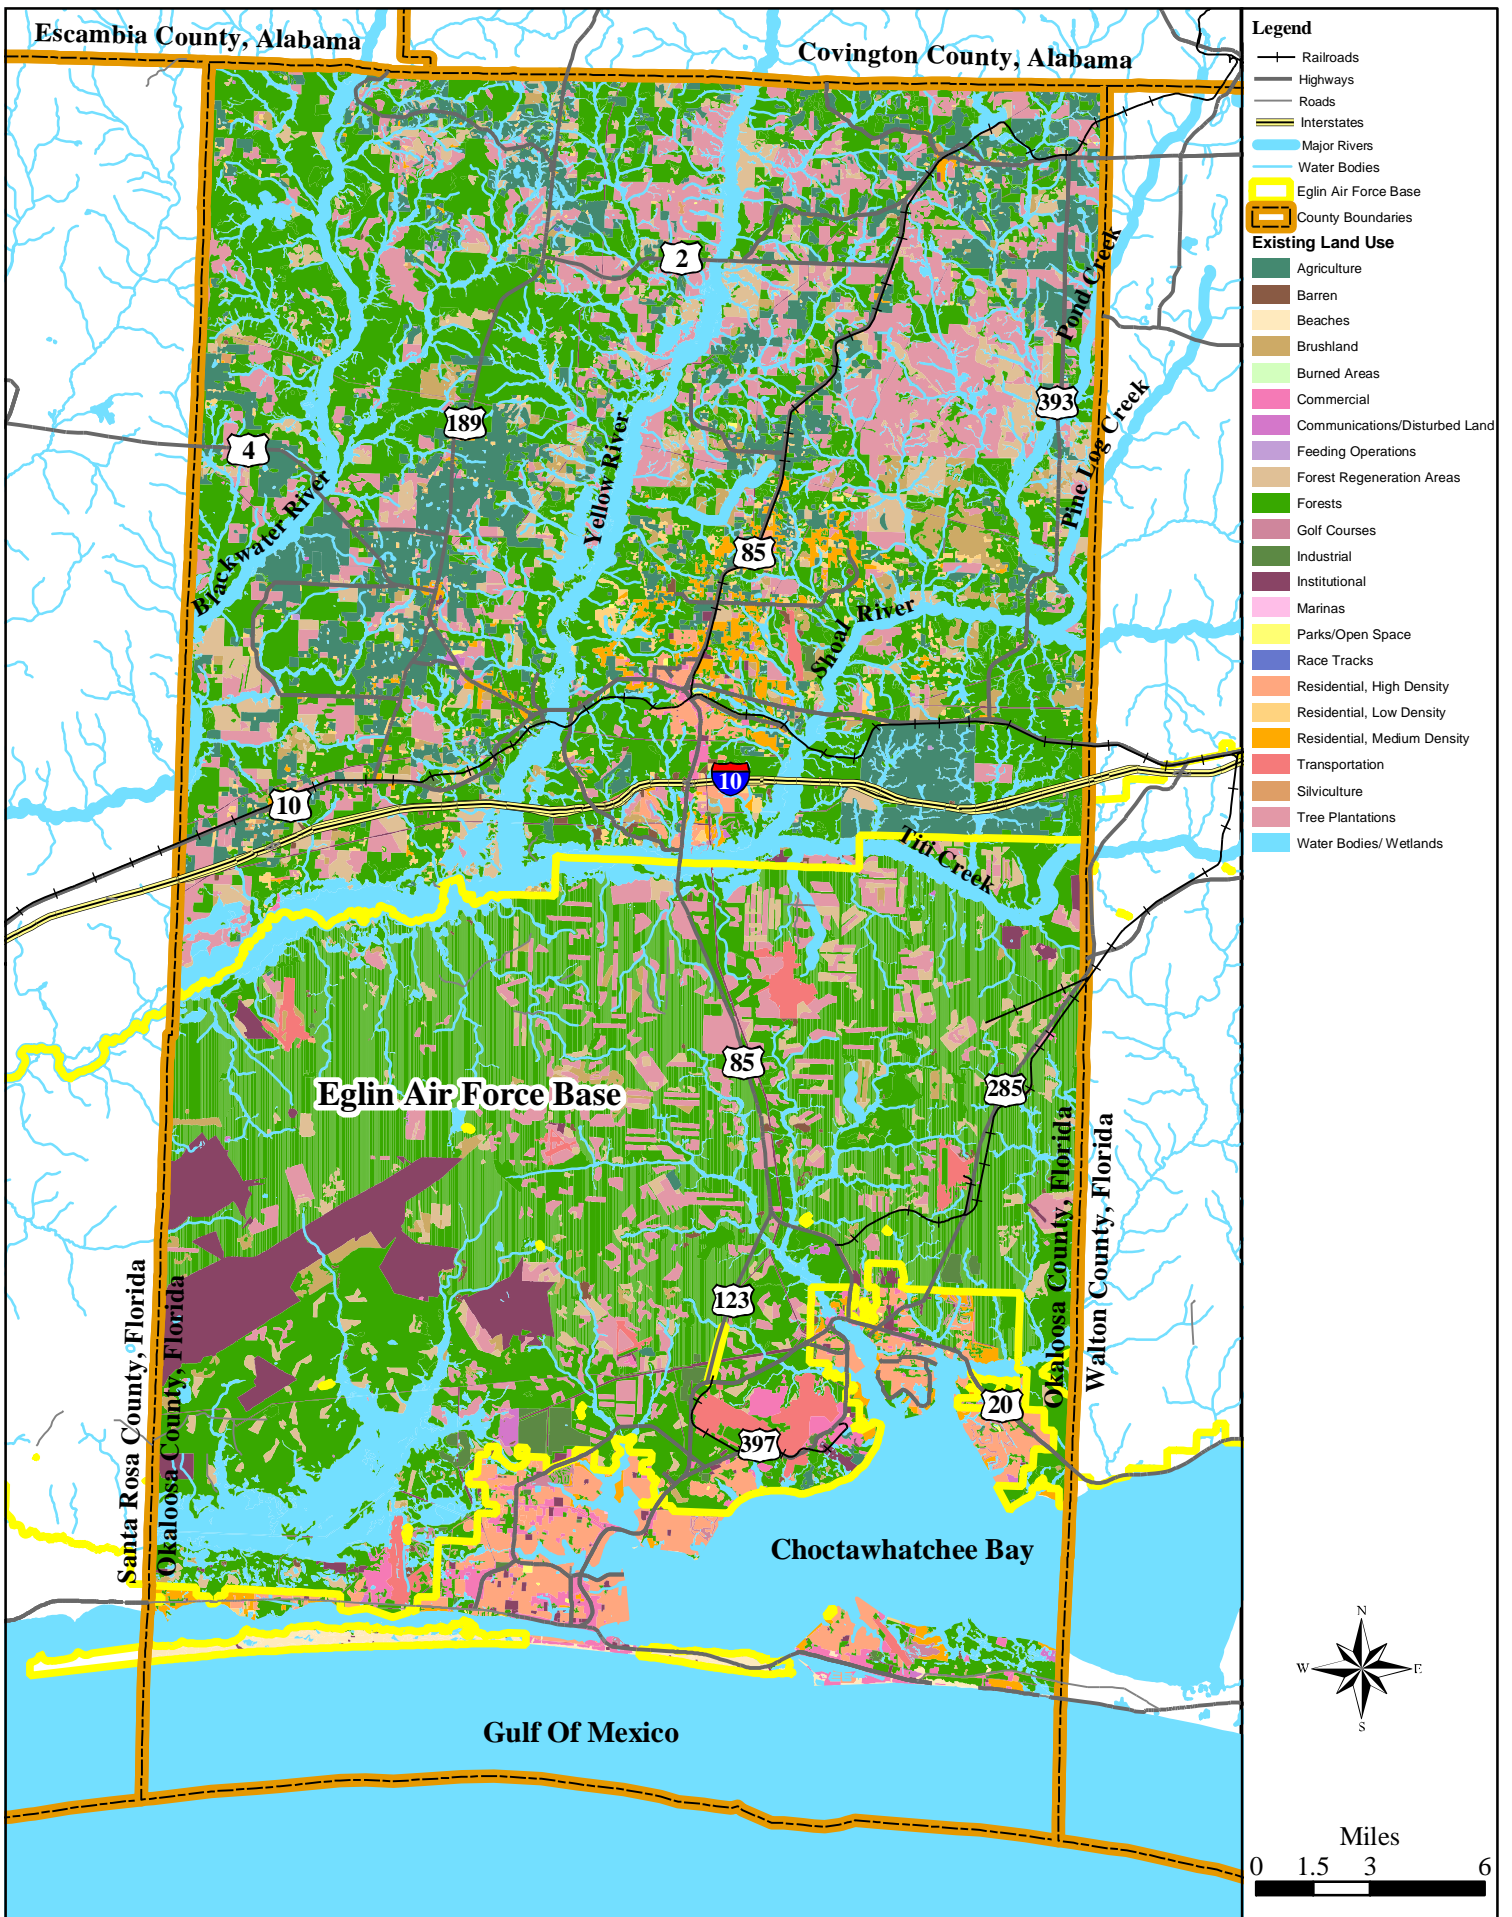 Escambia County, Alabama
Covington County, Alabama
2
Pond Creek
393
189
4
Yellow River
Pine Log Creek
Blackwater River
85
Shoal River
10
10
Titi Creek
Eglin Air Force Base
85
285
Okaloosa County, Florida
Walton County, Florida
Santa Rosa County, Florida
Okaloosa County, Florida
123
20
397
Choctawhatchee Bay
Gulf Of Mexico
Legend
Railroads
Highways
Roads
Interstates
Major Rivers
Water Bodies
Eglin Air Force Base
County Boundaries
Existing Land Use
Agriculture
Barren
Beaches
Brushland
Burned Areas
Commercial
Communications/Disturbed Land
Feeding Operations
Forest Regeneration Areas
Forests
Golf Courses
Industrial
Institutional
Marinas
Parks/Open Space
Race Tracks
Residential, High Density
Residential, Low Density
Residential, Medium Density
Transportation
Silviculture
Tree Plantations
Water Bodies/ Wetlands
N
W E
S
Miles
0 1.5 3 6